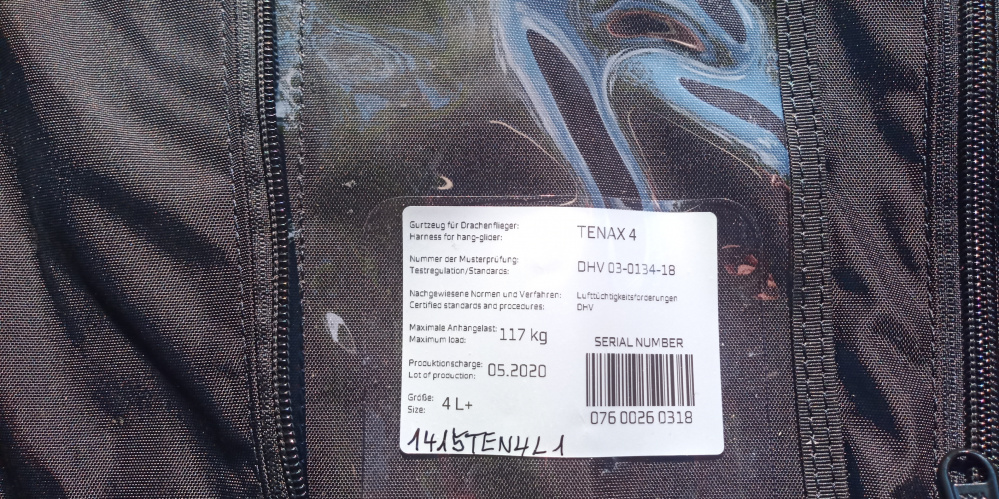 Gurtzeug für Drachenflieger:
Harness for hang-glider:
TENAX 4
Nummer der Musterprüfung:
Testregulation/Standards:
DHV 03-0134-18
Nachgewiesene Normen und Verfahren:
Certified standards and procedures:
Lufttüchtigkeitsforderungen
DHV
Maximale Anhängelast:
Maximum load:
117 kg
Produktionscharge:
Lot of production:
05.2020
Größe:
Size:
4 L+
SERIAL NUMBER
076 0026 0318
1415TEN4L1